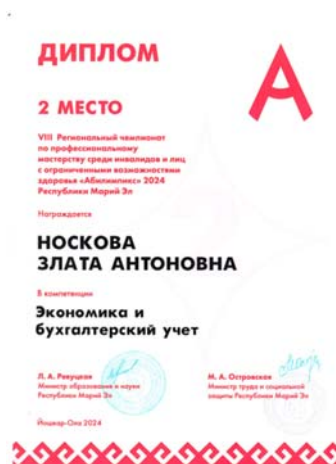 ДИПЛОМ
2 МЕСТО
VIII Региональный чемпионат
по профессиональному
мастерству среди инвалидов и лиц
с ограниченными возможностями
здоровья «Абилимпикс» 2024
Республики Марий Эл
Награждается
НОСКОВА
ЗЛАТА АНТОНОВНА
В компетенции
Экономика и
бухгалтерский учет
Л. А. Ревуцкая
Министр образования и науки
Республики Марий Эл
М. А. Островская
Министр труда и социальной
защиты Республики Марий Эл
Йошкар-Ола 2024